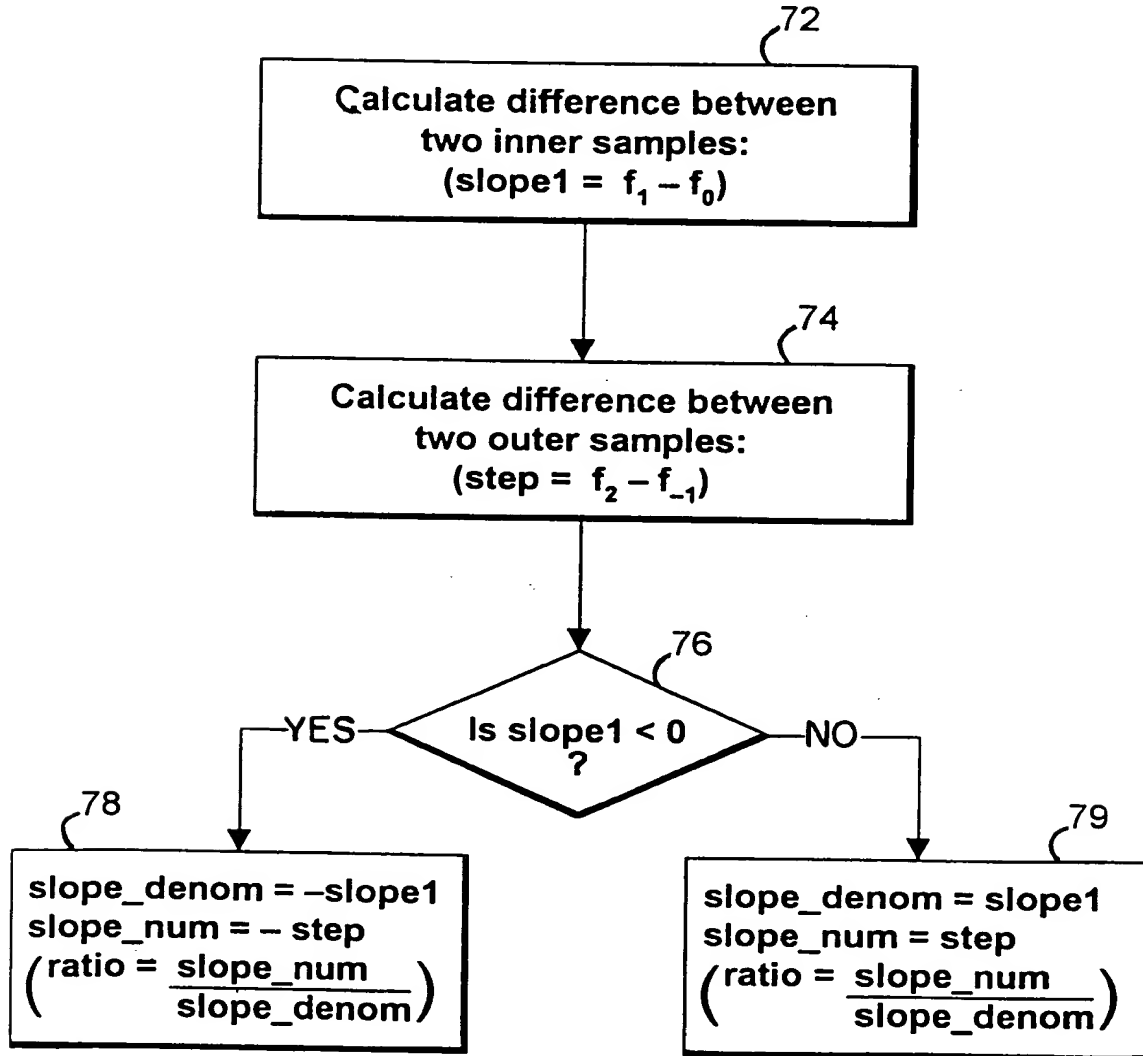 72
Calculate difference between
two inner samples:
(slope1 = f₁ – f₀)
74
Calculate difference between
two outer samples:
(step = f₂ – f₋₁)
76
Is slope1 < 0
?
YES
NO
78
slope_denom = –slope1
slope_num = – step
(ratio = slope_num
slope_denom)
79
slope_denom = slope1
slope_num = step
(ratio = slope_num
slope_denom)